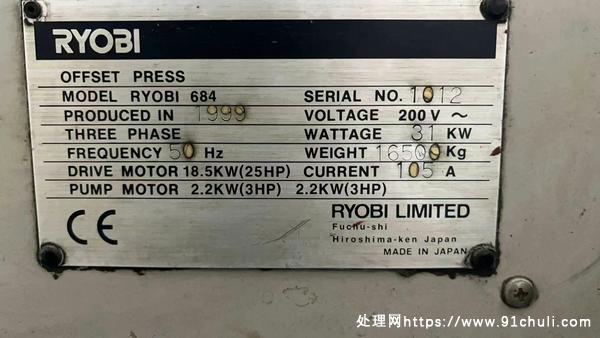 RYOBI
OFFSET PRESS
MODEL RYOBI 684 SERIAL NO. 1012
PRODUCED IN 1999 VOLTAGE 200 V ~
THREE PHASE WATTAGE 31 KW
FREQUENCY 50 Hz WEIGHT 16500 Kg
DRIVE MOTOR 18.5KW(25HP) CURRENT 105 A
PUMP MOTOR 2.2KW(3HP) 2.2KW(3HP)
CE
RYOBI LIMITED
Fuchu-shi
Hiroshima-ken Japan
MADE IN JAPAN
处理网https://www.91chuli.com/